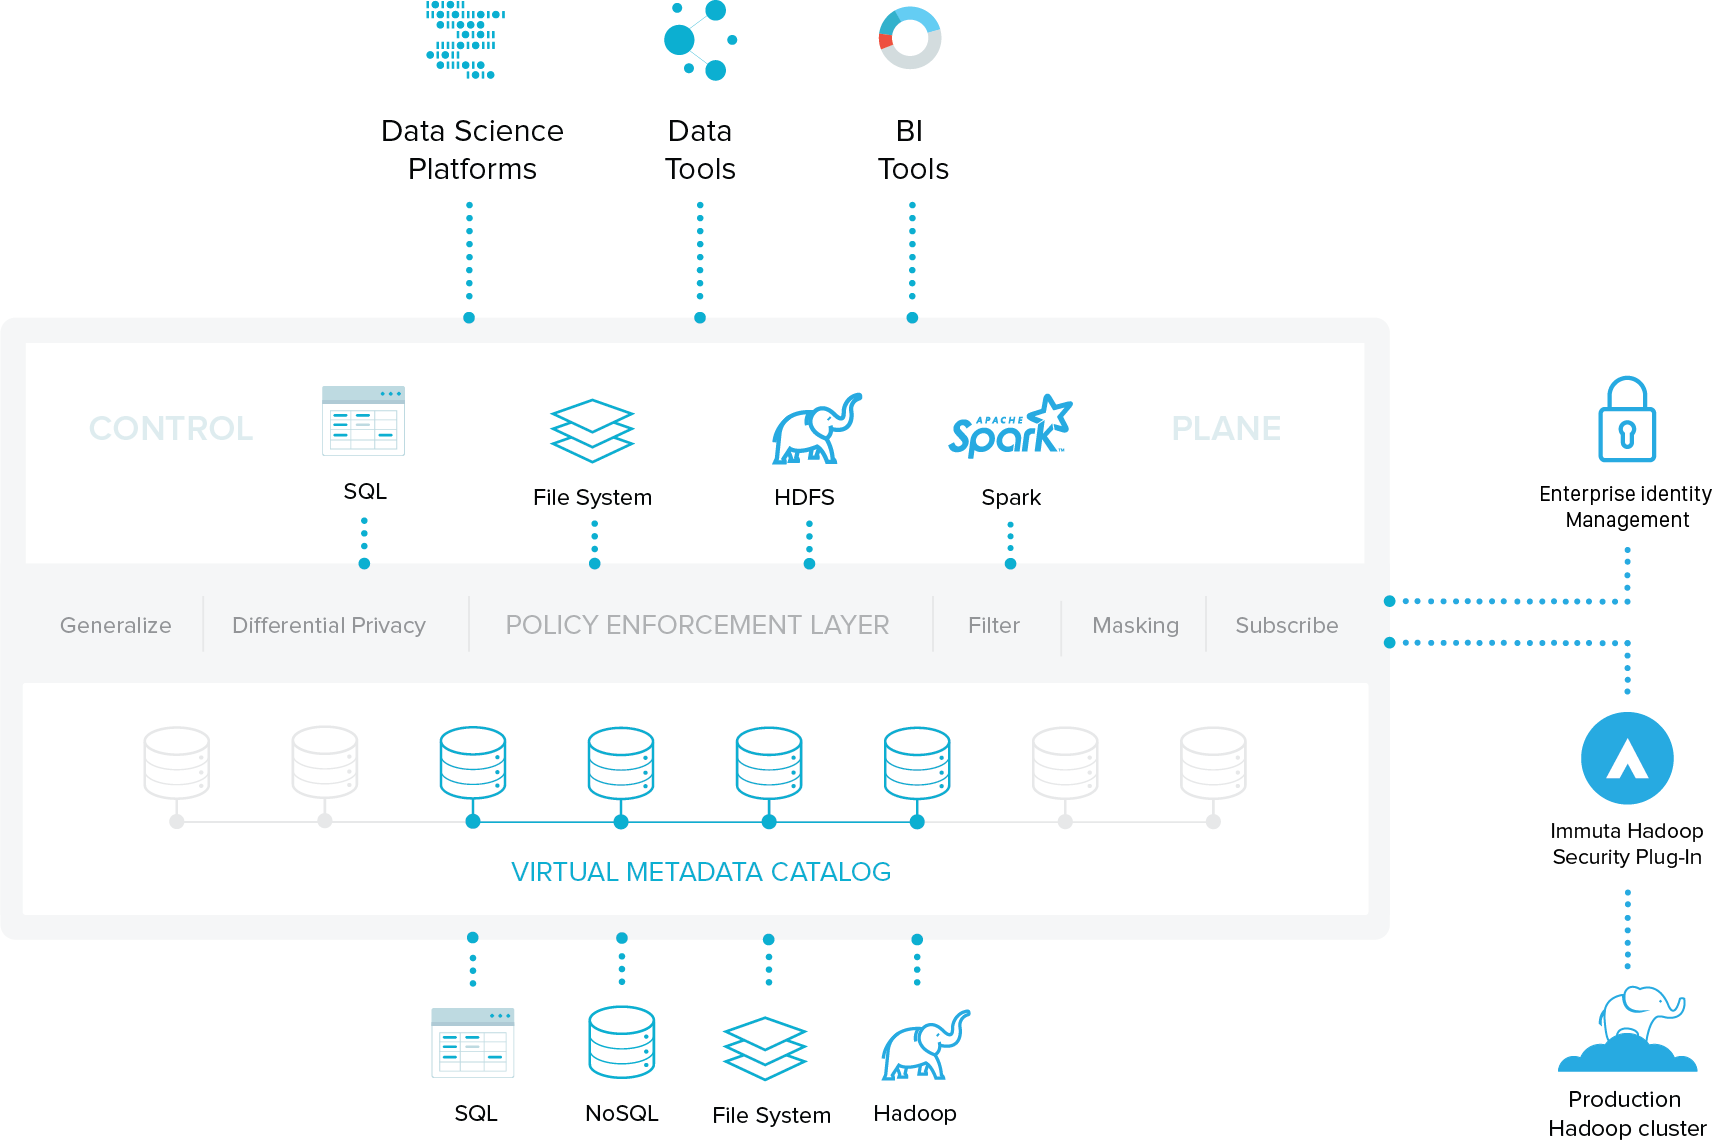 Data Science
Platforms
Data
Tools
BI
Tools
CONTROL
PLANE
APACHE
Spark™
SQL
File System
HDFS
Spark
Enterprise identity
Management
Generalize
Differential Privacy
POLICY ENFORCEMENT LAYER
Filter
Masking
Subscribe
Immuta Hadoop
Security Plug-In
VIRTUAL METADATA CATALOG
SQL
NoSQL
File System
Hadoop
Production
Hadoop cluster